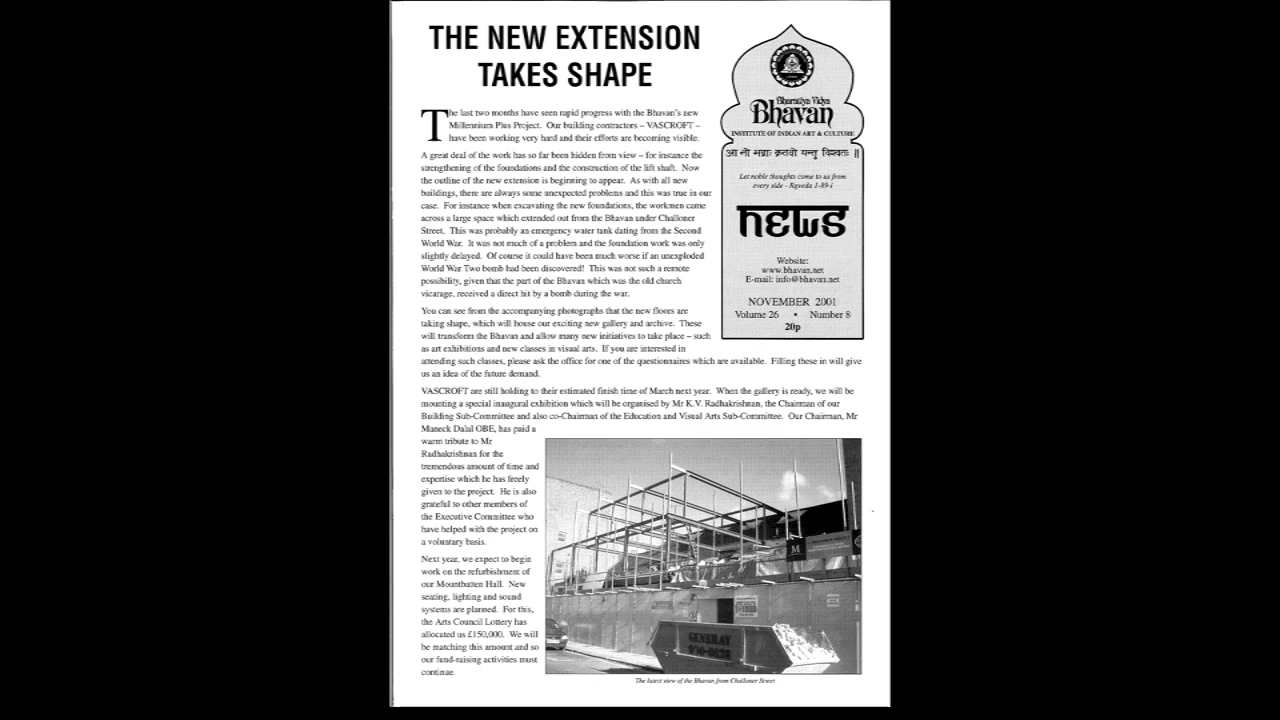 THE NEW EXTENSION
TAKES SHAPE
The last two months have seen rapid progress with the Bhavan's new
Millennium Plus Project. Our building contractors – VASCROFT –
have been working very hard and their efforts are becoming visible.
A great deal of the work has so far been hidden from view – for instance the
strengthening of the foundations and the construction of the lift shaft. Now
the outline of the new extension is beginning to appear. As with all new
buildings, there are always some unexpected problems and this was true in our
case. For instance when excavating the new foundations, the workmen came
across a large space which extended out from the Bhavan under Challoner
Street. This was probably an emergency water tank dating from the Second
World War. It was not much of a problem and the foundation work was only
slightly delayed. Of course it could have been much worse if an unexploded
World War Two bomb had been discovered! This was not such a remote
possibility, given that the part of the Bhavan which was the old church
vicarage, received a direct hit by a bomb during the war.
You can see from the accompanying photographs that the new floors are
taking shape, which will house our exciting new gallery and archive. These
will transform the Bhavan and allow many new initiatives to take place – such
as art exhibitions and new classes in visual arts. If you are interested in
attending such classes, please ask the office for one of the questionnaires which are available. Filling these in will give
us an idea of the future demand.
VASCROFT are still holding to their estimated finish time of March next year. When the gallery is ready, we will be
mounting a special inaugural exhibition which will be organised by Mr K.V. Radhakrishnan, the Chairman of our
Building Sub-Committee and also co-Chairman of the Education and Visual Arts Sub-Committee. Our Chairman, Mr
Maneck Dalal OBE, has paid a
warm tribute to Mr
Radhakrishnan for the
tremendous amount of time and
expertise which he has freely
given to the project. He is also
grateful to other members of
the Executive Committee who
have helped with the project on
a voluntary basis.
Next year, we expect to begin
work on the refurbishment of
our Mountbatten Hall. New
seating, lighting and sound
systems are planned. For this,
the Arts Council Lottery has
allocated us £150,000. We will
be matching this amount and so
our fund-raising activities must
continue.
Bharatiya Vidya
Bhavan
INSTITUTE OF INDIAN ART & CULTURE
आ नो भद्राः क्रतवो यन्तु विश्वतः ॥
Let noble thoughts come to us from
every side - Rgveda 1-89-i
NEWS
Website:
www.bhavan.net
E-mail: info@bhavan.net
NOVEMBER 2001
Volume 26 • Number 8
20p
M
GENERAY
The latest view of the Bhavan from Challoner Street